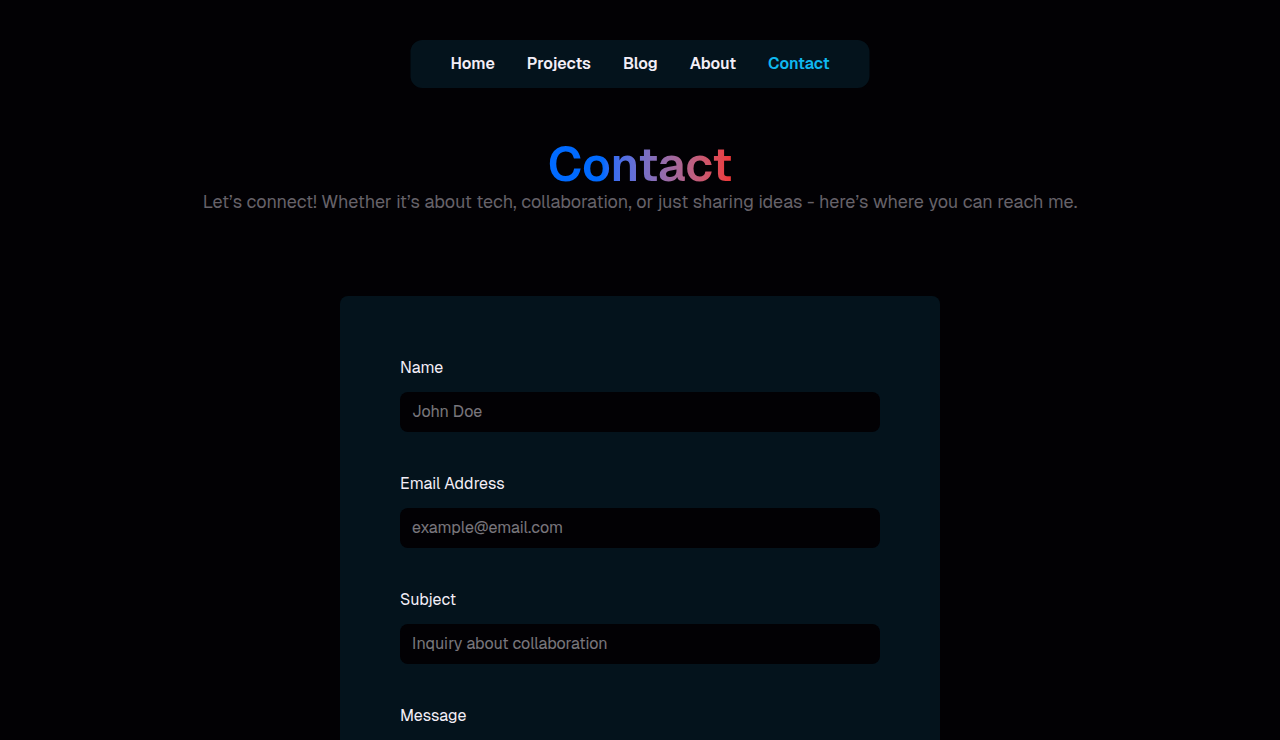 Home Projects Blog About Contact
Contact
Let’s connect! Whether it’s about tech, collaboration, or just sharing ideas - here’s where you can reach me.
Name
John Doe
Email Address
example@email.com
Subject
Inquiry about collaboration
Message